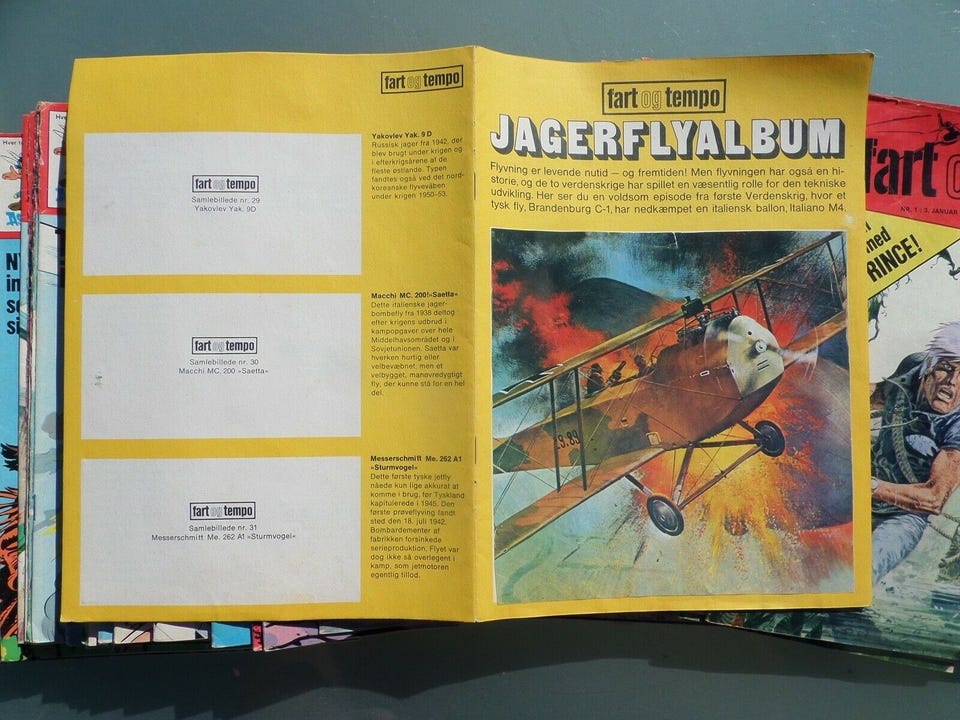 fart og tempo
fart og tempo
Samlebillede nr. 29
Yakovlev Yak. 9D
Yakovlev Yak. 9 D
Russisk jager fra 1942, der
blev brugt under krigen og
i efterkrigsårene af de
fleste østlande. Typen
fandtes også ved det nord-
koreanske flyvevåben
under krigen 1950-53.
fart og tempo
Samlebillede nr. 30
Macchi MC. 200 »Saetta«
Macchi MC. 200!»Saetta«
Dette italienske jager-
bombefly fra 1938 deltog
efter krigens udbrud i
kampopgaver over hele
Middelhavsområdet og i
Sovjetunionen. Saetta var
hverken hurtig eller
velbevæbnet, men et
velbygget, manøvredygtigt
fly, der kunne stå for en hel
del.
fart og tempo
Samlebillede nr. 31
Messerschmitt Me. 262 A1 »Sturmvogel«
Messerschmitt Me. 262 A1
»Sturmvogel«
Dette første tyske jetfly
nåede kun lige akkurat at
komme i brug, før Tyskland
kapitulerede i 1945. Den
første prøveflyving fandt
sted den 18. juli 1942.
Bombardementer af
fabrikken forsinkede
serieproduktion. Flyet var
dog ikke så overlegent i
kamp, som jetmotoren
egentlig tillod.
fart og tempo
JAGERFLYALBUM
Flyvning er levende nutid — og fremtiden! Men flyvningen har også en hi-
storie, og de to verdenskrige har spillet en væsentlig rolle for den tekniske
udvikling. Her ser du en voldsom episode fra første Verdenskrig, hvor et
tysk fly, Brandenburg C-1, har nedkæmpet en italiensk ballon, Italiano M4.
fart
NR. 1 · 3. JANUAR
med
RINCE!
Hver